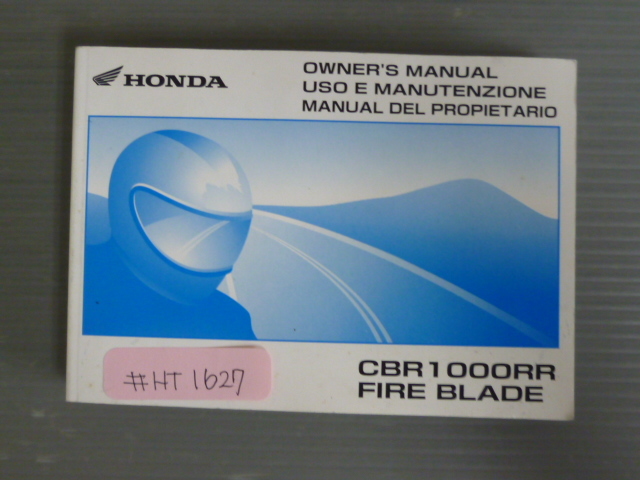 HONDA
OWNER'S MANUAL
USO E MANUTENZIONE
MANUAL DEL PROPIETARIO
#HT1627
CBR1000RR
FIRE BLADE